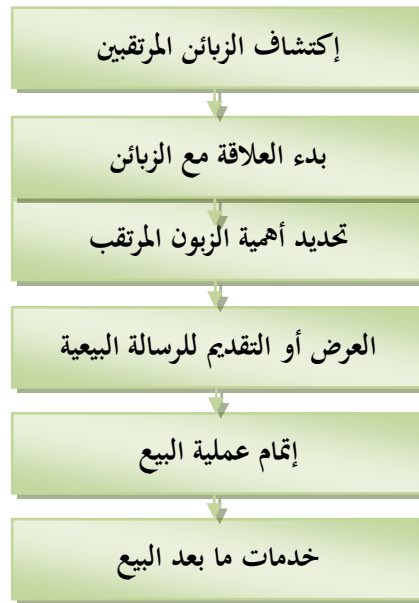 إكتشاف الزبائن المرتقبين
بدء العلاقة مع الزبائن
تحديد أهمية الزبون المرتقب
العرض أو التقديم للرسالة البيعية
إتمام عملية البيع
خدمات ما بعد البيع